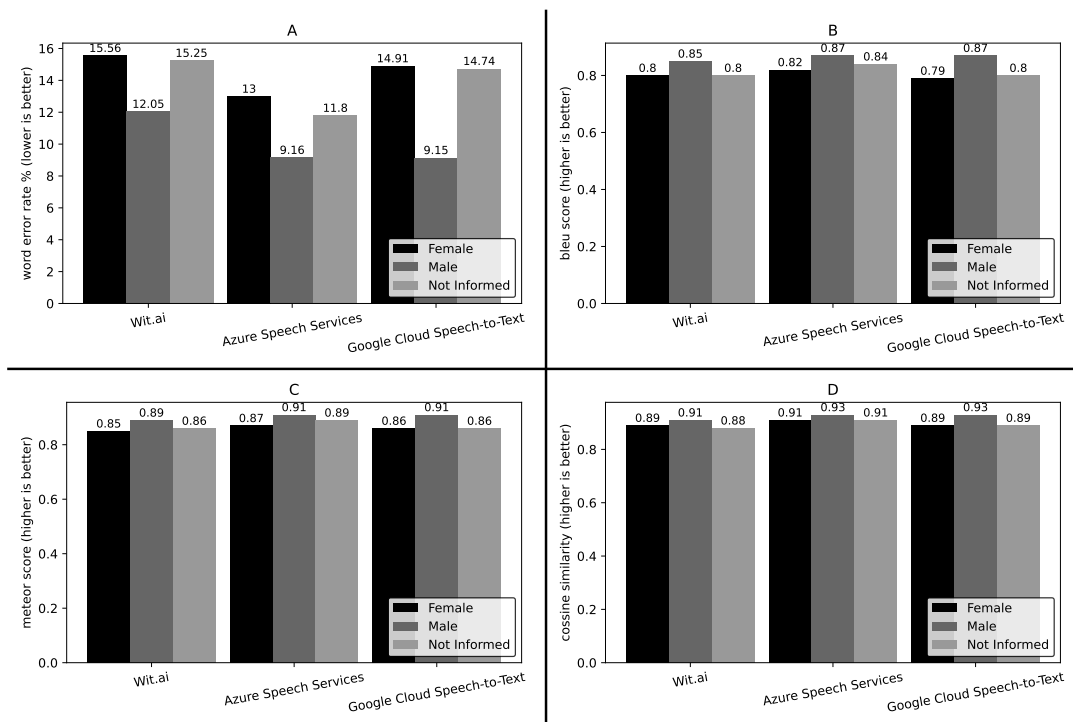 A
word error rate % (lower is better)
16
14
12
10
8
6
4
2
0
15.56
12.05
15.25
13
9.16
11.8
14.91
9.15
14.74
Female
Male
Not Informed
Wit.ai
Azure Speech Services
Google Cloud Speech-to-Text
B
bleu score (higher is better)
0.8
0.6
0.4
0.2
0.0
0.8
0.85
0.8
0.82
0.87
0.84
0.79
0.87
0.8
Female
Male
Not Informed
Wit.ai
Azure Speech Services
Google Cloud Speech-to-Text
C
meteor score (higher is better)
0.8
0.6
0.4
0.2
0.0
0.85
0.89
0.86
0.87
0.91
0.89
0.86
0.91
0.86
Female
Male
Not Informed
Wit.ai
Azure Speech Services
Google Cloud Speech-to-Text
D
cossine similarity (higher is better)
0.8
0.6
0.4
0.2
0.0
0.89
0.91
0.88
0.91
0.93
0.91
0.89
0.93
0.89
Female
Male
Not Informed
Wit.ai
Azure Speech Services
Google Cloud Speech-to-Text